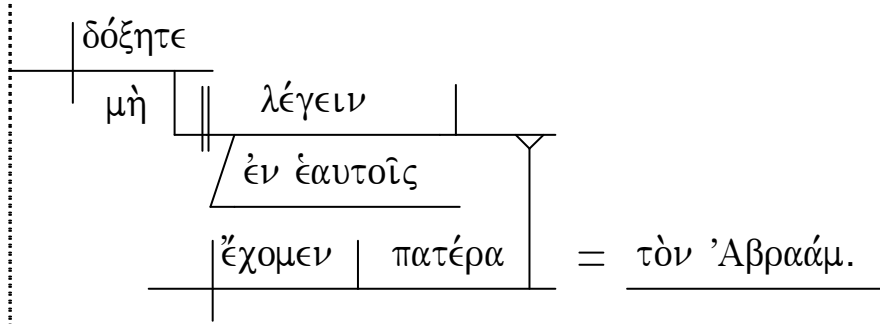 δόξητε
μὴ λέγειν
ἐν ἑαυτοῖς
ἔχομεν πατέρα = τὸν Ἀβραάμ.